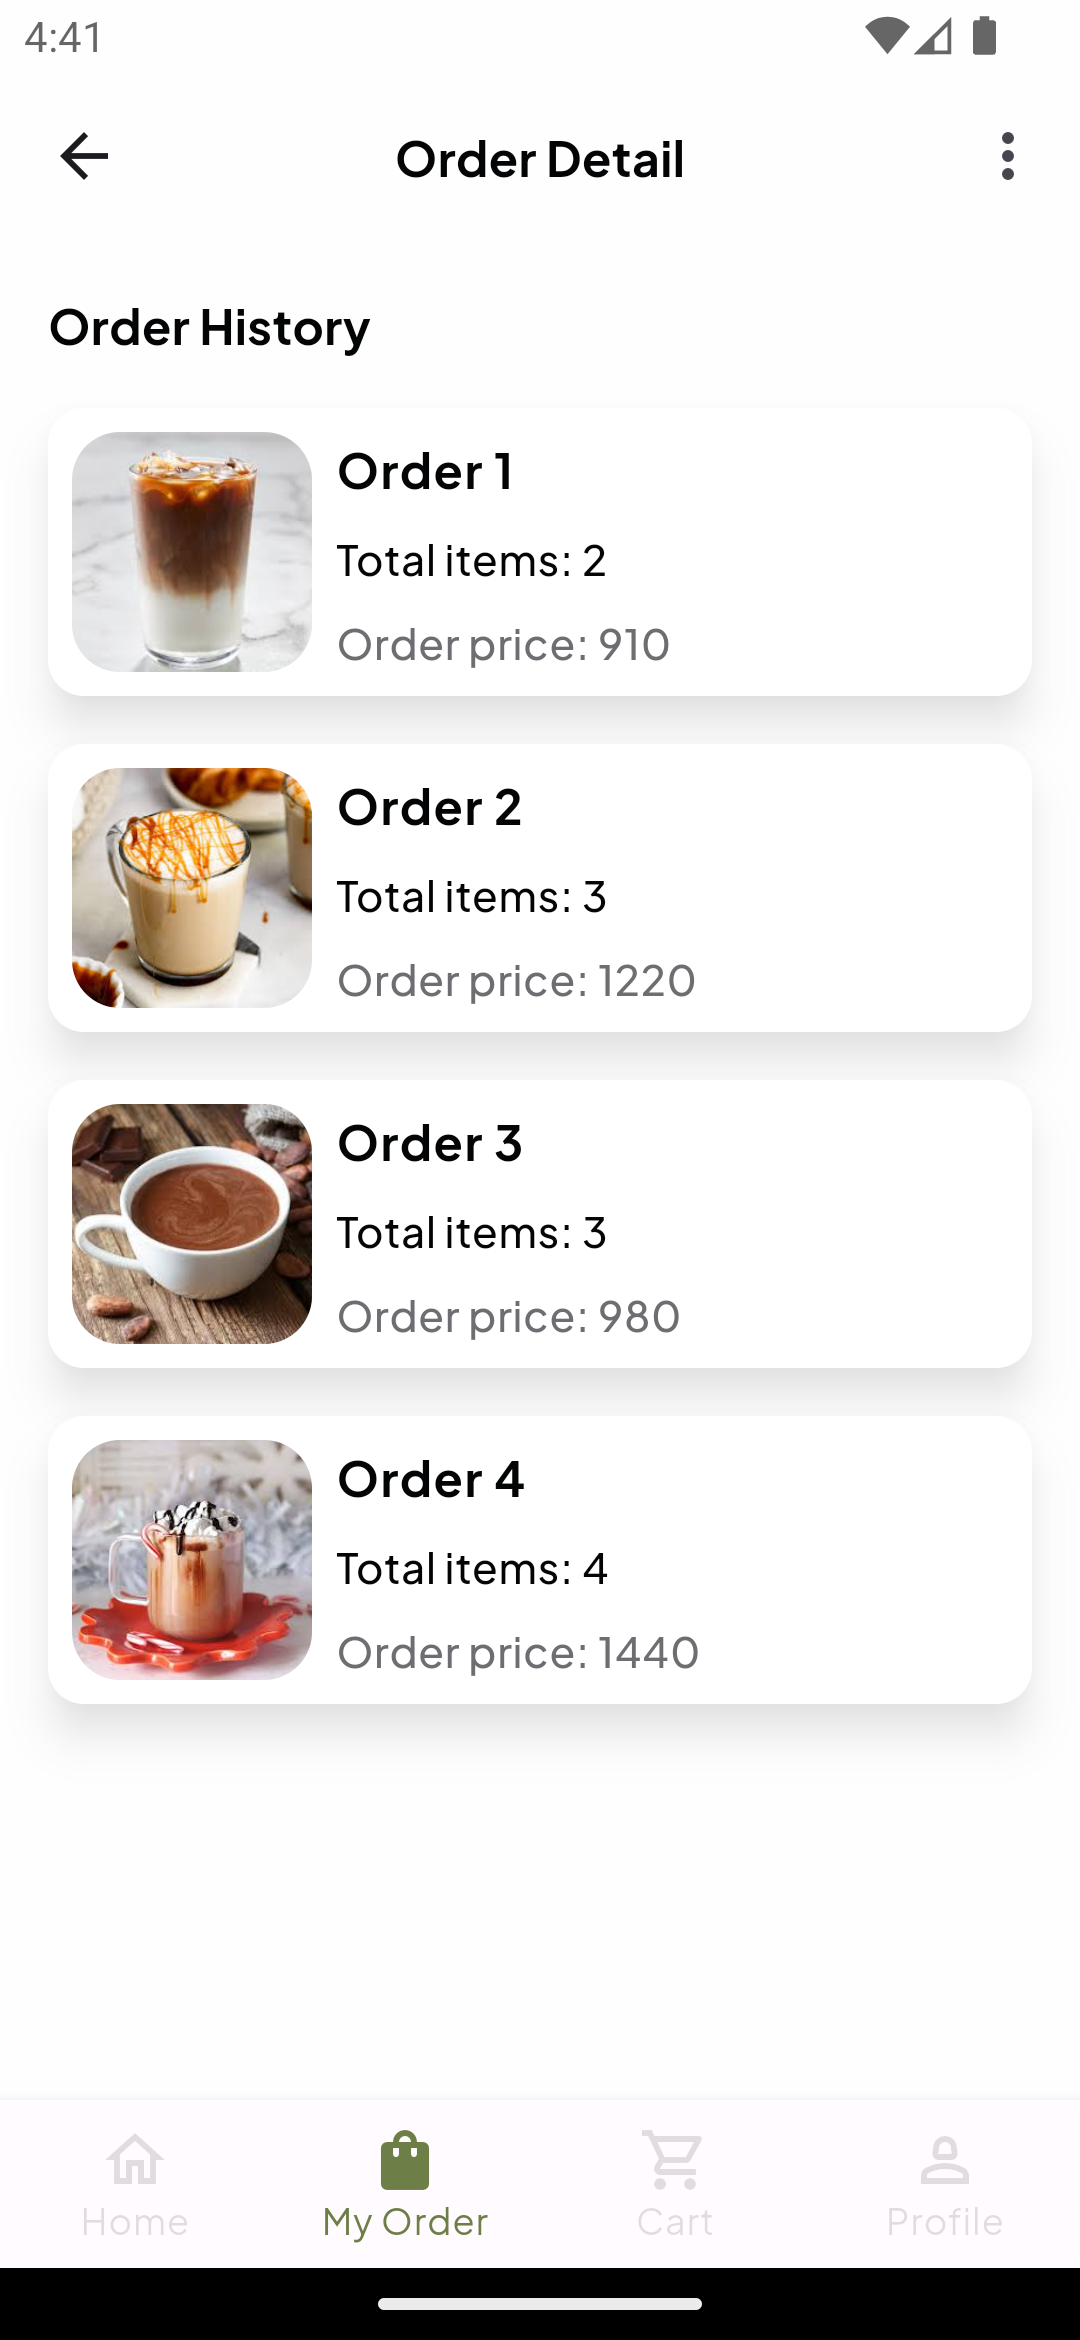 4:41
Order Detail
Order History
Order 1
Total items: 2
Order price: 910
Order 2
Total items: 3
Order price: 1220
Order 3
Total items: 3
Order price: 980
Order 4
Total items: 4
Order price: 1440
Home
My Order
Cart
Profile